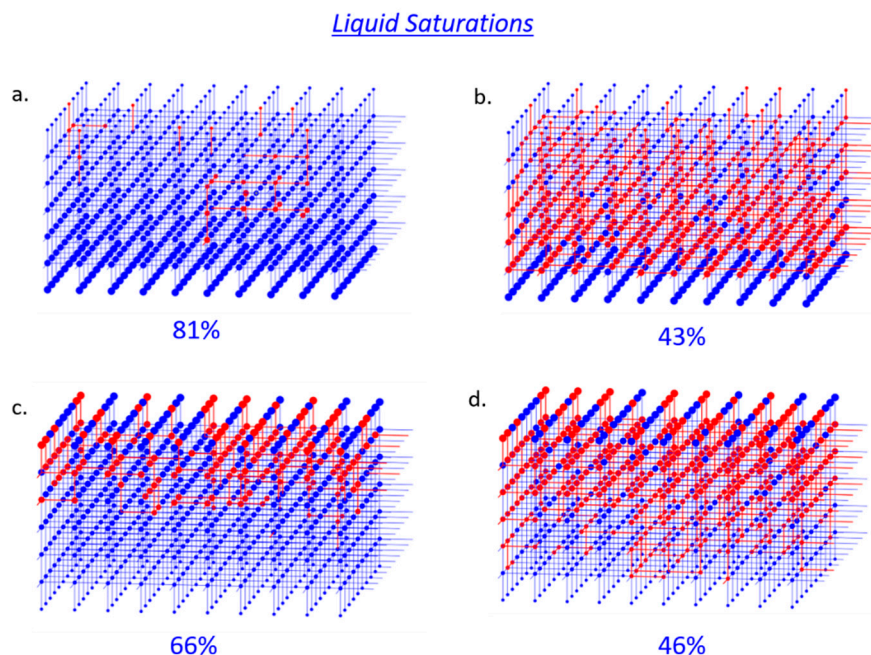 Liquid Saturations
a.
b.
81%
43%
c.
d.
66%
46%